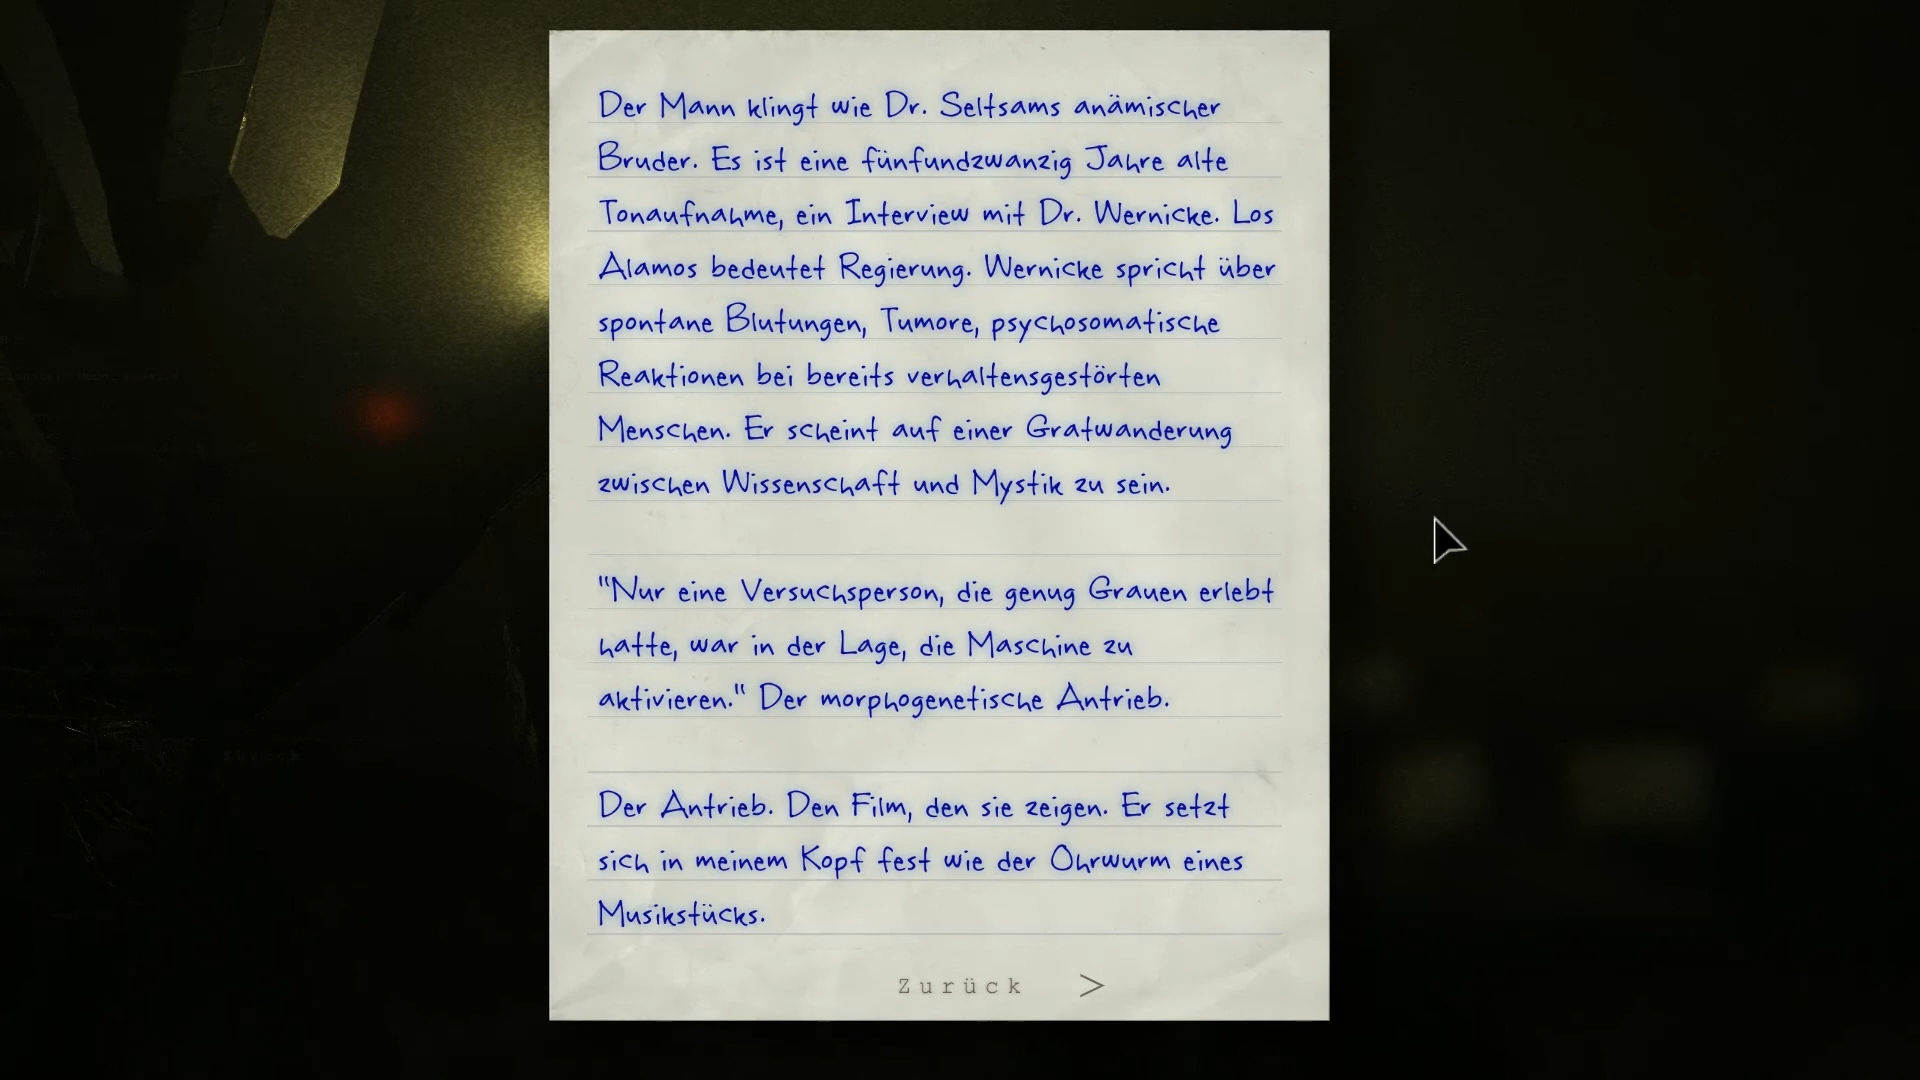 Der Mann klingt wie Dr. Seltsams anämischer
Bruder. Es ist eine fünfundzwanzig Jahre alte
Tonaufnahme, ein Interview mit Dr. Wernicke. Los
Alamos bedeutet Regierung. Wernicke spricht über
spontane Blutungen, Tumore, psychosomatische
Reaktionen bei bereits verhaltensgestörten
Menschen. Er scheint auf einer Gratwanderung
zwischen Wissenschaft und Mystik zu sein.
"Nur eine Versuchsperson, die genug Grauen erlebt
hatte, war in der Lage, die Maschine zu
aktivieren." Der morphogenetische Antrieb.
Der Antrieb. Den Film, den sie zeigen. Er setzt
sich in meinem Kopf fest wie der Ohrwurm eines
Musikstücks.
Zurück >
Zurück